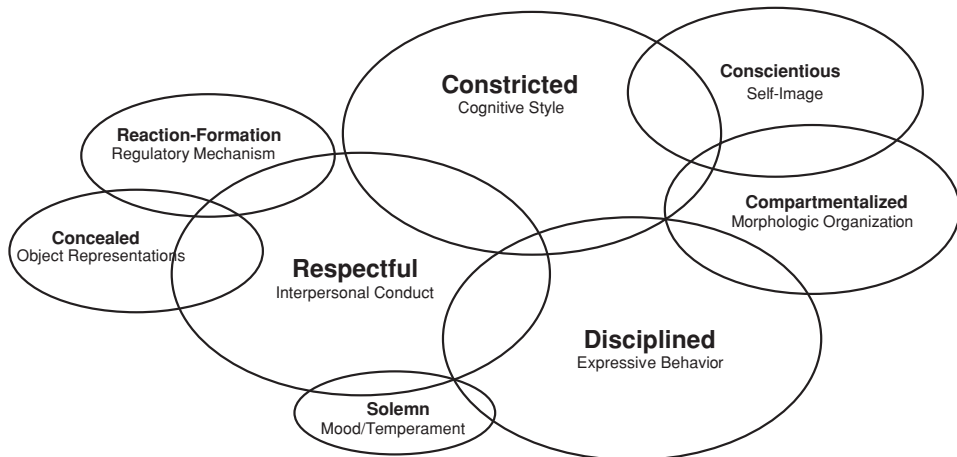 Constricted
Cognitive Style
Conscientious
Self-Image
Reaction-Formation
Regulatory Mechanism
Compartmentalized
Morphologic Organization
Concealed
Object Representations
Respectful
Interpersonal Conduct
Disciplined
Expressive Behavior
Solemn
Mood/Temperament